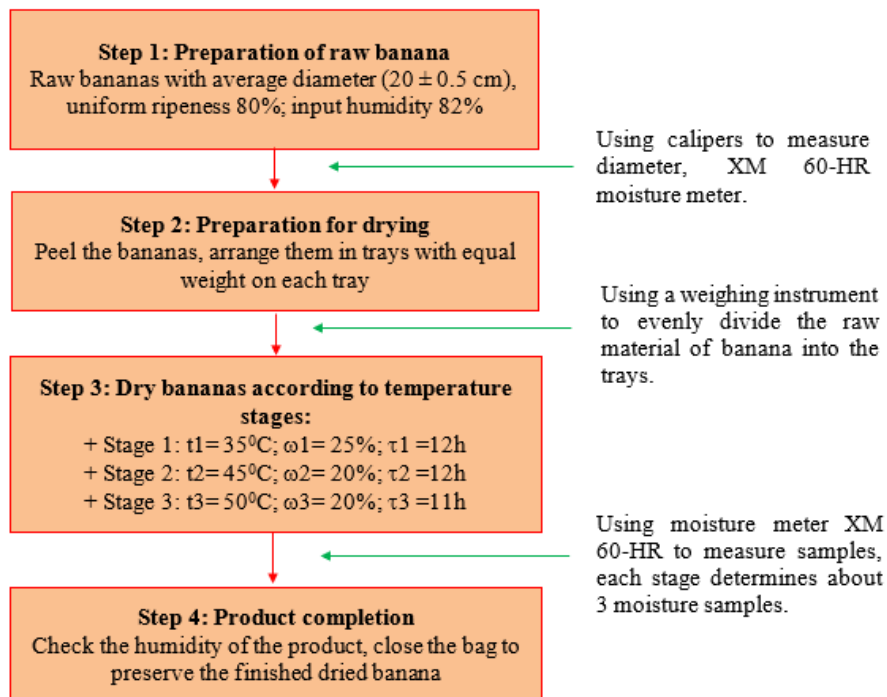 Step 1: Preparation of raw banana
Raw bananas with average diameter (20 ± 0.5 cm),
uniform ripeness 80%; input humidity 82%
Using calipers to measure
diameter, XM 60-HR
moisture meter.
Step 2: Preparation for drying
Peel the bananas, arrange them in trays with equal
weight on each tray
Using a weighing instrument
to evenly divide the raw
material of banana into the
trays.
Step 3: Dry bananas according to temperature
stages:
+ Stage 1: t1= 35⁰C; ω1= 25%; τ1 =12h
+ Stage 2: t2= 45⁰C; ω2= 20%; τ2 =12h
+ Stage 3: t3= 50⁰C; ω3= 20%; τ3 =11h
Using moisture meter XM
60-HR to measure samples,
each stage determines about
3 moisture samples.
Step 4: Product completion
Check the humidity of the product, close the bag to
preserve the finished dried banana